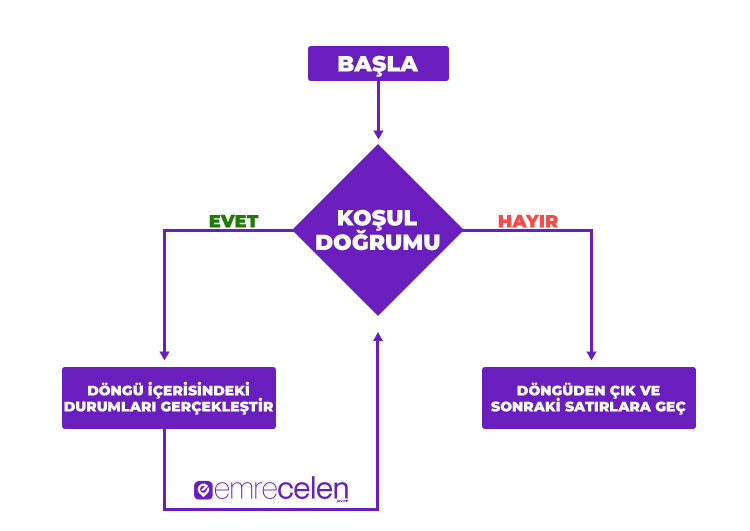 BAŞLA
KOŞUL
DOĞRUMU
EVET
HAYIR
DÖNGÜ İÇERİSİNDEKİ
DURUMLARI GERÇEKLEŞTİR
DÖNGÜDEN ÇIK VE
SONRAKİ SATIRLARA GEÇ
emrecelen